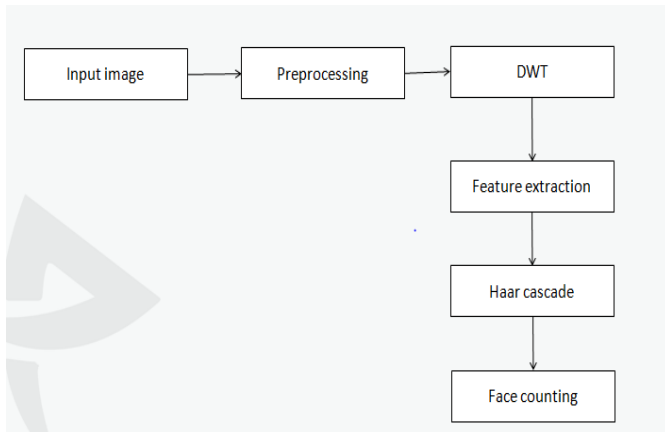 Input image
Preprocessing
DWT
Feature extraction
Haar cascade
Face counting